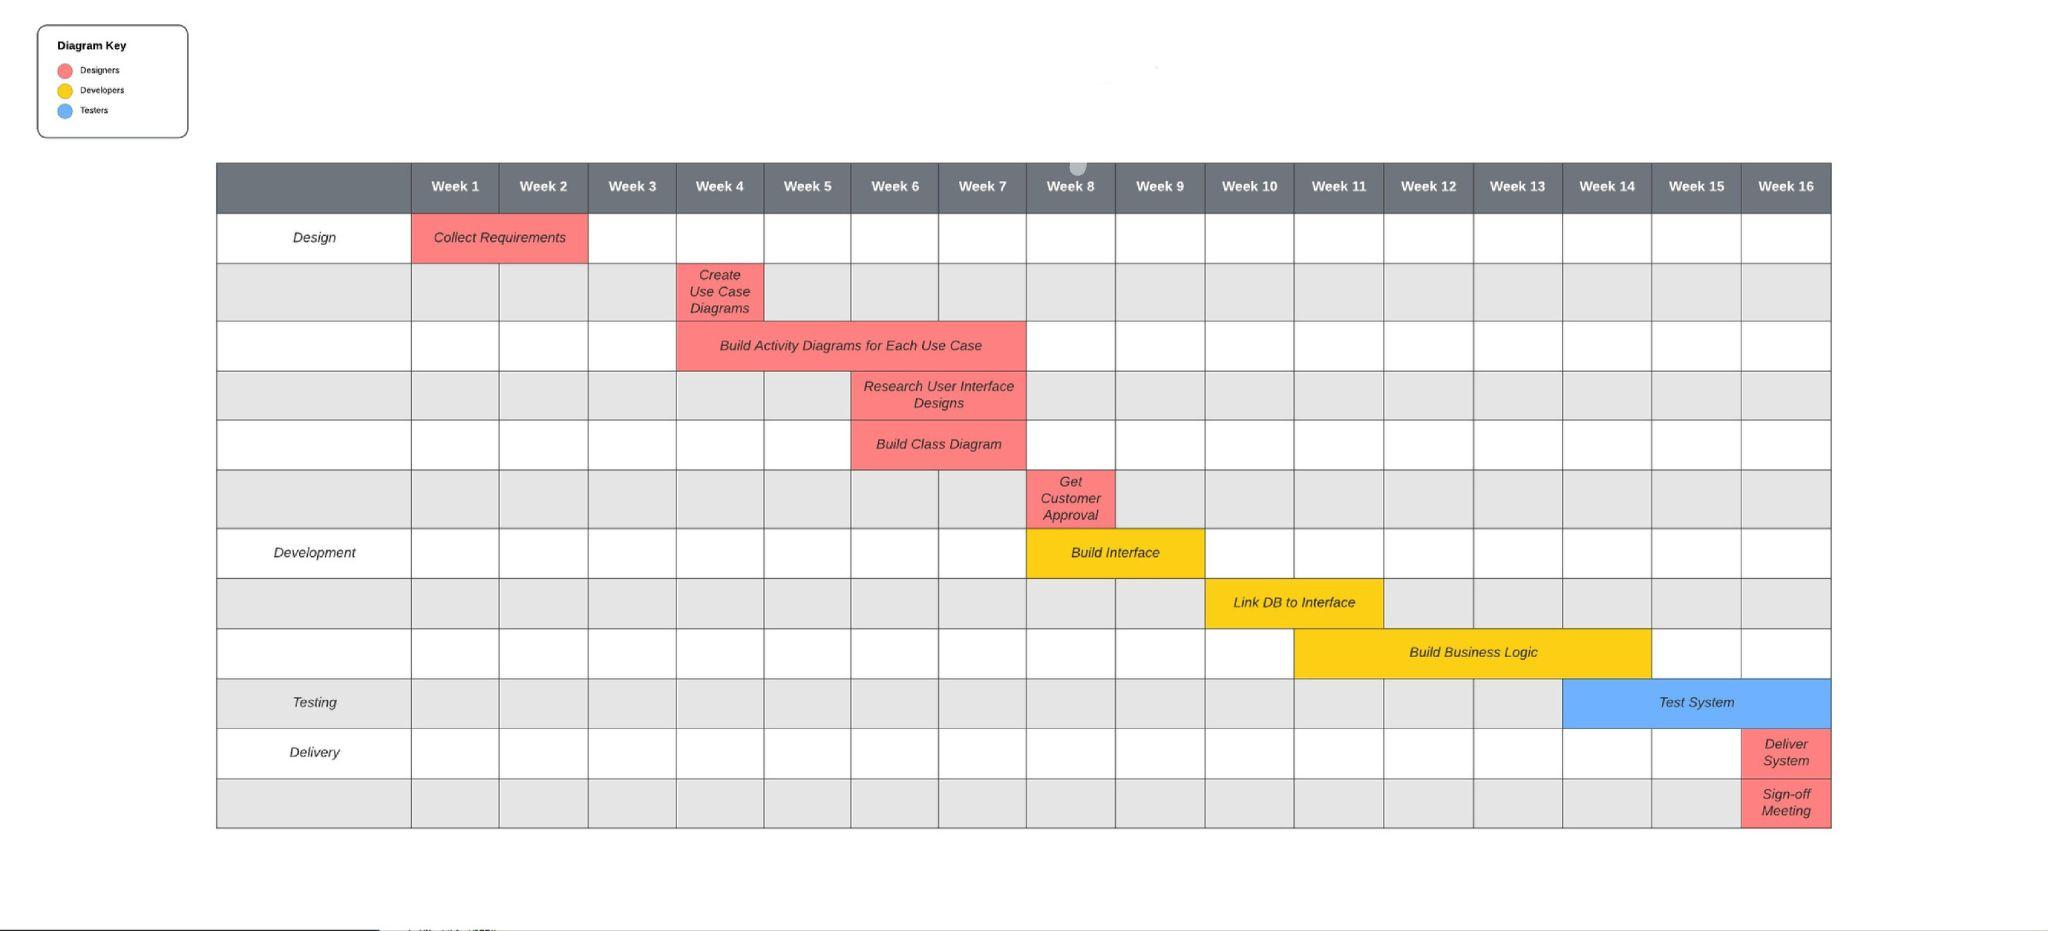 Diagram Key
Designers
Developers
Testers
Week 1 Week 2 Week 3 Week 4 Week 5 Week 6 Week 7 Week 8 Week 9 Week 10 Week 11 Week 12 Week 13 Week 14 Week 15 Week 16
Design Collect Requirements
Create
Use Case
Diagrams
Build Activity Diagrams for Each Use Case
Research User Interface
Designs
Build Class Diagram
Get
Customer
Approval
Development Build Interface
Link DB to Interface
Build Business Logic
Testing Test System
Delivery
Deliver
System
Sign-off
Meeting